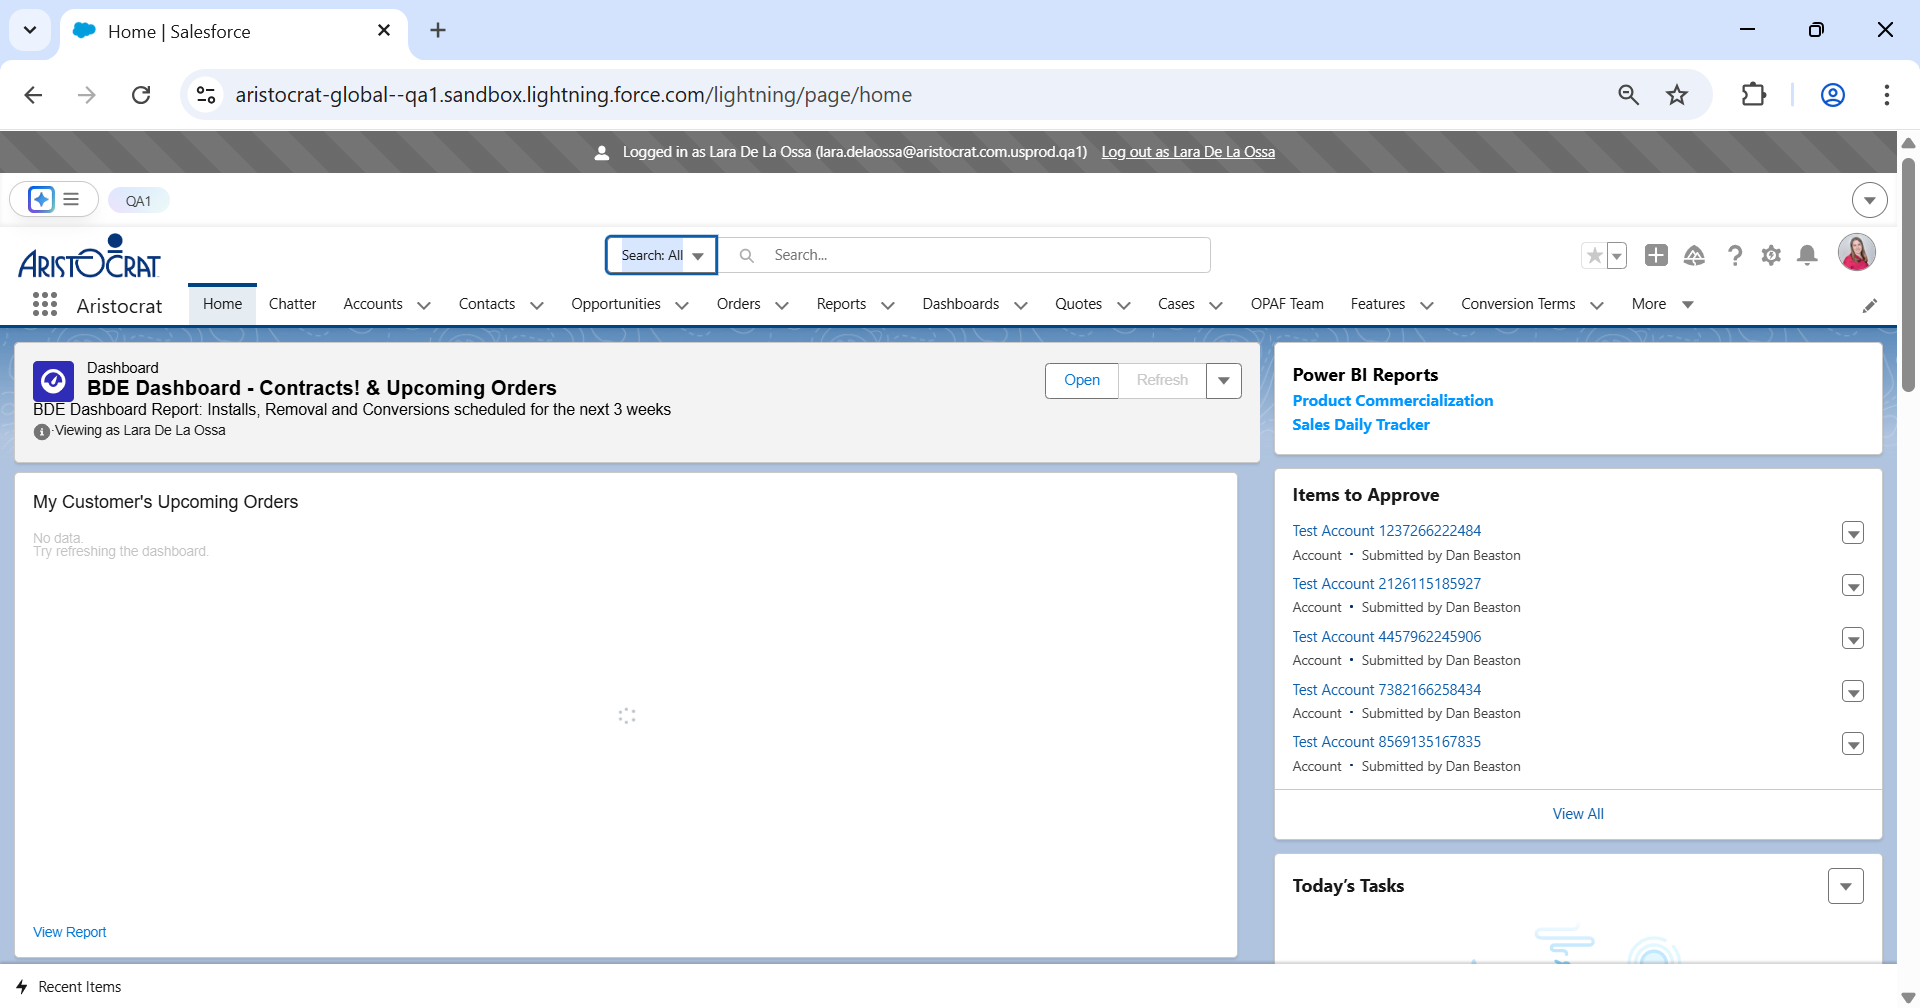 Home | Salesforce
aristocrat-global--qa1.sandbox.lightning.force.com/lightning/page/home
Logged in as Lara De La Ossa (lara.delaossa@aristocrat.com.usprod.qa1) Log out as Lara De La Ossa
QA1
ARISTOCRAT
Search: All Search...
Aristocrat Home Chatter Accounts Contacts Opportunities Orders Reports Dashboards Quotes Cases OPAF Team Features Conversion Terms More
Dashboard
BDE Dashboard - Contracts! & Upcoming Orders
BDE Dashboard Report: Installs, Removal and Conversions scheduled for the next 3 weeks
Viewing as Lara De La Ossa
Open Refresh
My Customer's Upcoming Orders
No data.
Try refreshing the dashboard.
View Report
Power BI Reports
Product Commercialization
Sales Daily Tracker
Items to Approve
Test Account 1237266222484
Account • Submitted by Dan Beaston
Test Account 2126115185927
Account • Submitted by Dan Beaston
Test Account 4457962245906
Account • Submitted by Dan Beaston
Test Account 7382166258434
Account • Submitted by Dan Beaston
Test Account 8569135167835
Account • Submitted by Dan Beaston
View All
Today's Tasks
Recent Items